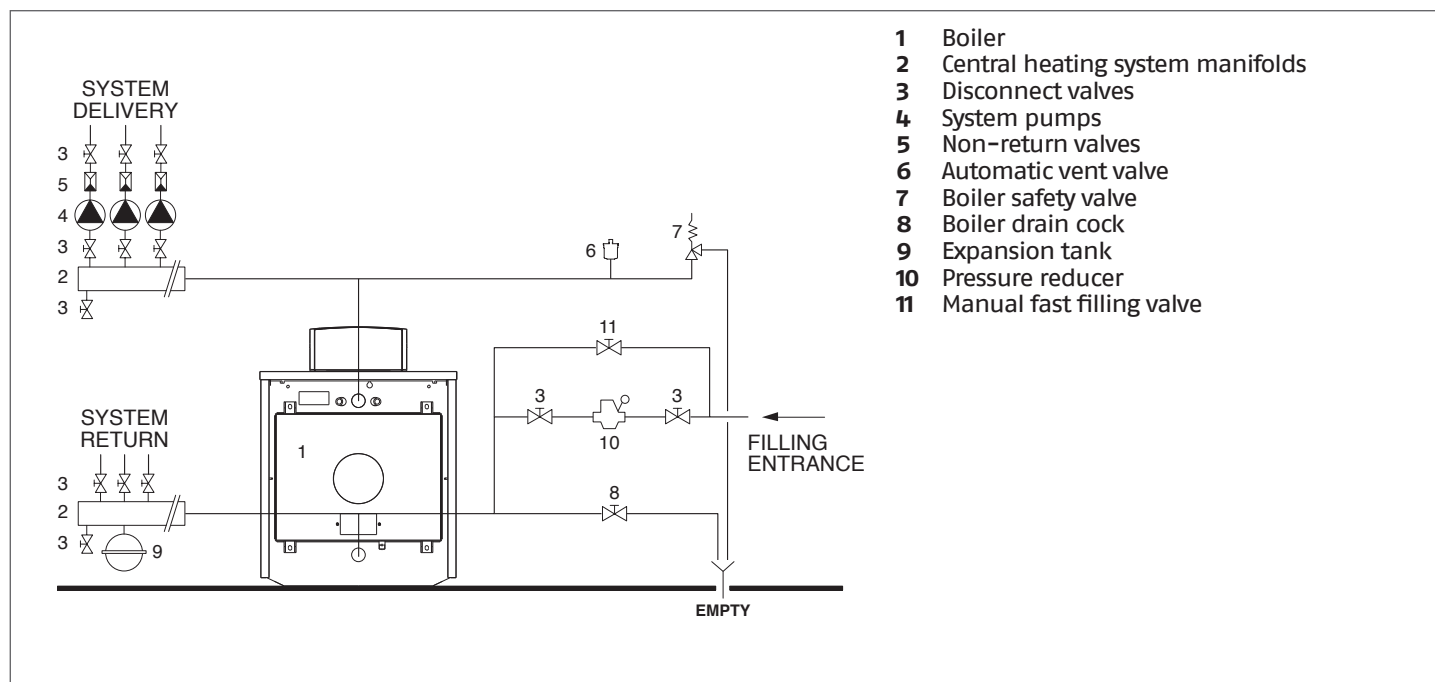 SYSTEM
DELIVERY
3
5
4
3
2
3
6
7
11
3
3
10
FILLING
ENTRANCE
SYSTEM
RETURN
1
3
2
3
9
8
EMPTY
1 Boiler
2 Central heating system manifolds
3 Disconnect valves
4 System pumps
5 Non-return valves
6 Automatic vent valve
7 Boiler safety valve
8 Boiler drain cock
9 Expansion tank
10 Pressure reducer
11 Manual fast filling valve